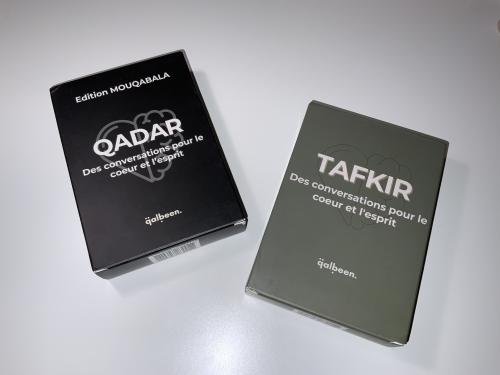 Edition MOUQABALA
QADAR
Des conversations pour le
coeur et l'esprit
qalbeen.
TAFKIR
Des conversations pour le
coeur et l'esprit
qalbeen.